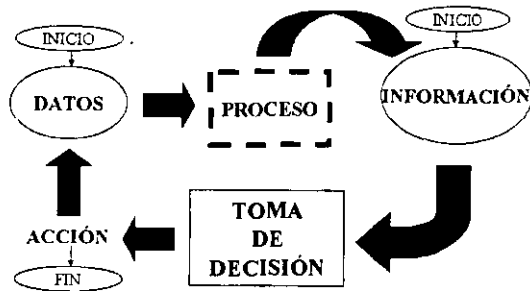 INICIO
INICIO
DATOS
PROCESO
INFORMACIÓN
TOMA
DE
DECISIÓN
ACCIÓN
FIN